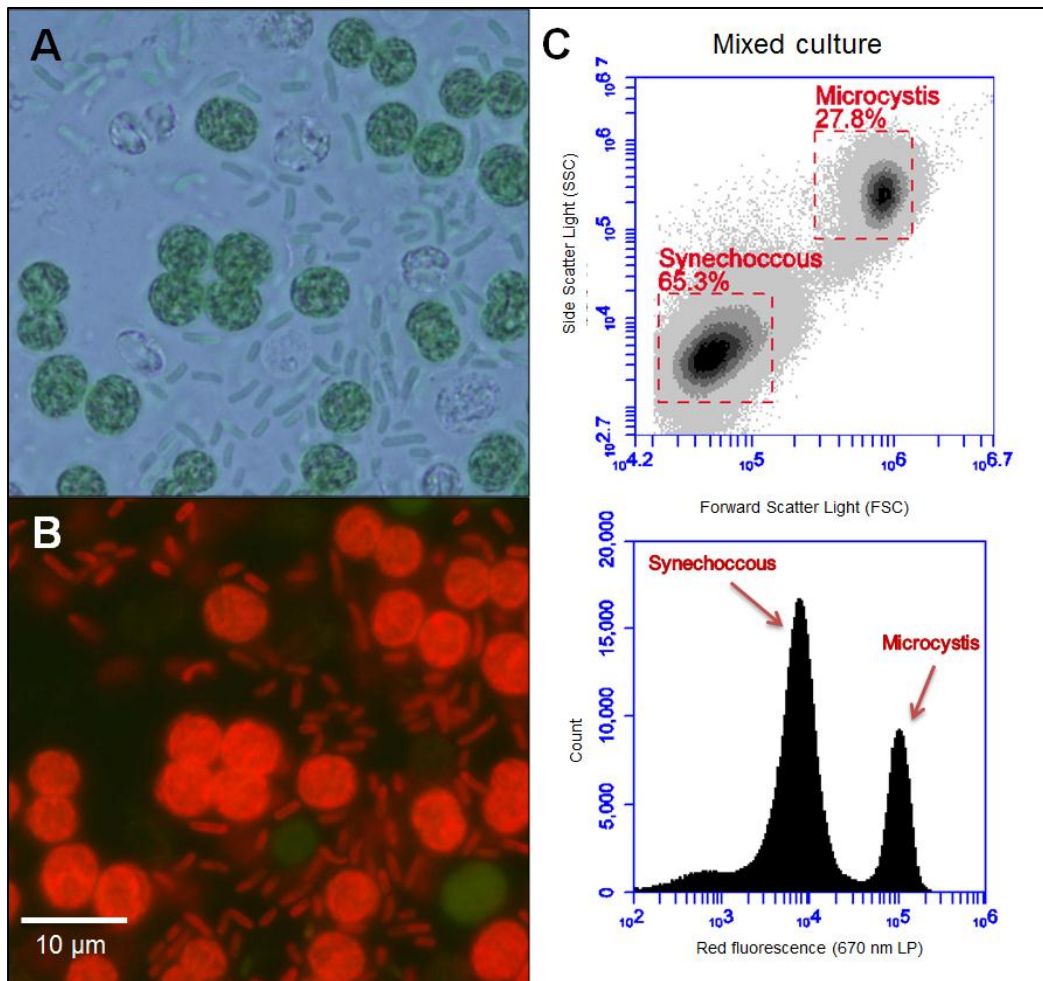 A
B
10 µm
C
Mixed culture
Microcystis
27.8%
Synechoccous
65.3%
Side Scatter Light (SSC)
10 6.7
10 6
10 5
10 4
10 2.7
10 4.2 10 5 10 6 10 6.7
Forward Scatter Light (FSC)
Synechoccous
Microcystis
Count
20,000
15,000
10,000
5,000
0
10 2 10 3 10 4 10 5 10 6
Red fluorescence (670 nm LP)